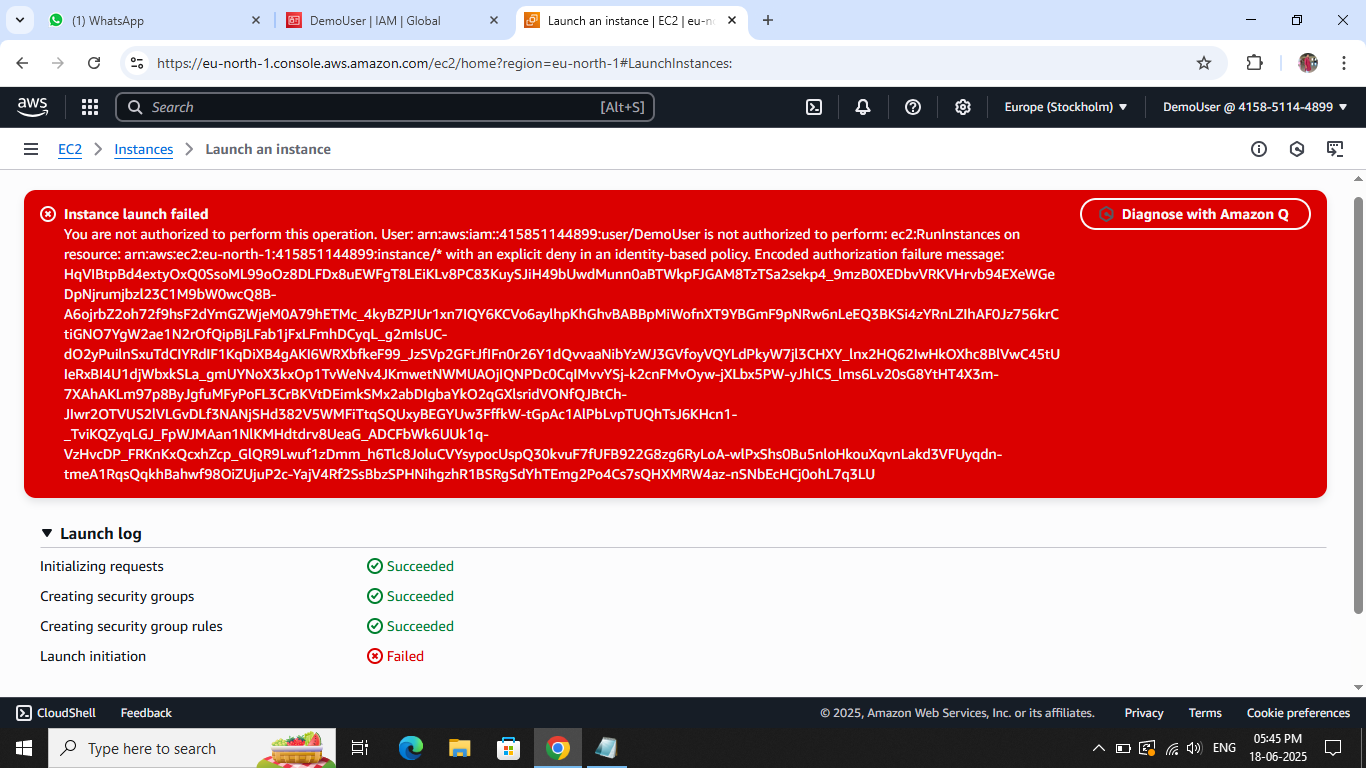 (1) WhatsApp
DemoUser | IAM | Global
Launch an instance | EC2 | eu-n
https://eu-north-1.console.aws.amazon.com/ec2/home?region=eu-north-1#LaunchInstances:
aws
Search
[Alt+S]
Europe (Stockholm)
DemoUser @ 4158-5114-4899
EC2
Instances
Launch an instance
Instance launch failed
Diagnose with Amazon Q
You are not authorized to perform this operation. User: arn:aws:iam::415851144899:user/DemoUser is not authorized to perform: ec2:RunInstances on
resource: arn:aws:ec2:eu-north-1:415851144899:instance/* with an explicit deny in an identity-based policy. Encoded authorization failure message:
HqVIBtpBd4extyOxQ0SsoML99oOz8DLFDx8uEWFgT8LEiKLv8PC83KuySJiH49bUwdMunn0aBTWkpFJGAM8TzTSa2sekp4_9mzB0XEDbvVRKVHrvb94EXeWGe
DpNjrumjbzl23C1M9bW0wcQ8B-
A6ojrbZ2oh72f9hsF2dYmGZWjeM0A79hETMc_4kyBZPJUr1xn7IQY6KCVo6aylhpKhGhvBABBpMiWofnXT9YBGmF9pNRw6nLeEQ3BKSi4zYRnLZIhAF0Jz756krC
tiGNO7YgW2ae1N2rOfQipBjLFab1jFxLFmhDCyqL_g2mIsUC-
dO2yPuilnSxuTdCIYRdIF1KqDiXB4gAKI6WRXbfkeF99_JzSVp2GFtJfIFn0r26Y1dQvvaaNibYzWJ3GVfoyVQYLdPkyW7jl3CHXY_lnx2HQ62IwHkOXhc8BlVwC45tU
IeRxBI4U1djWbxkSLa_gmUYNoX3kxOp1TvWeNv4JKmwetNWMUAOjIQNPDc0CqIMvvYSj-k2cnFMvOyw-jXLbx5PW-yJhlCS_lms6Lv20sG8YtHT4X3m-
7XAhAKLm97p8ByJgfuMFyPoFL3CrBKVtDEimkSMx2abDIgbaYkO2qGXlsridVONfQJBtCh-
JIwr2OTVUS2lVLGvDLf3NANjSHd382V5WMFiTtqSQUxyBEGYUw3FffkW-tGpAc1AlPbLvpTUQhTsJ6KHcn1-
_TviKQZyqLGJ_FpWJMAan1NlKMHdtdrv8UeaG_ADCFbWk6UUk1q-
VzHvcDP_FRKnKxQcxhZcp_GlQR9Lwuf1zDmm_h6Tlc8JoluCVYsypocUspQ30kvuF7fUFB922G8zg6RyLoA-wlPxShs0Bu5nloHkouXqvnLakd3VFUyqdn-
tmeA1RqsQqkhBahwf98OiZUjuP2c-YajV4Rf2SsBbzSPHNihgzhR1BSRgSdYhTEmg2Po4Cs7sQHXMRW4az-nSNbEcHCj0ohL7q3LU
Launch log
Initializing requests
Succeeded
Creating security groups
Succeeded
Creating security group rules
Succeeded
Launch initiation
Failed
CloudShell
Feedback
© 2025, Amazon Web Services, Inc. or its affiliates.
Privacy
Terms
Cookie preferences
Type here to search
ENG
05:45 PM
18-06-2025